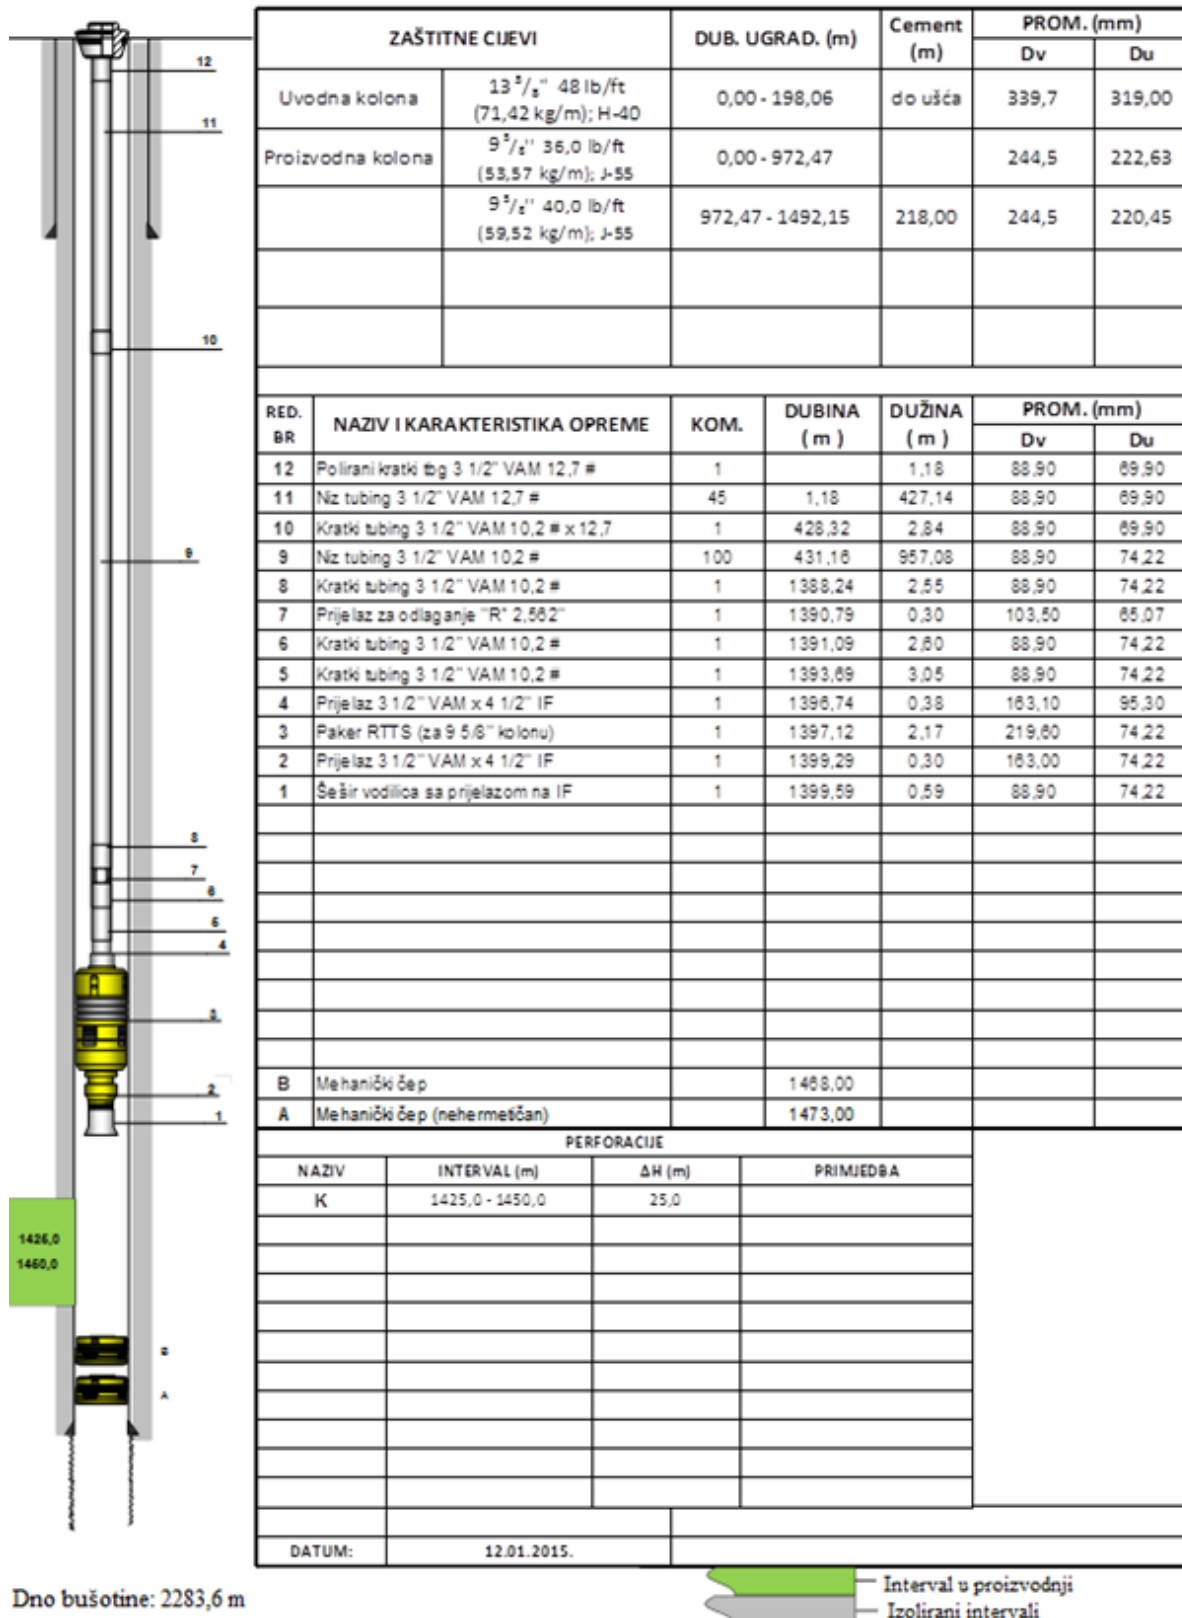 ZAŠTITNE CIJEVI DUB. UGRAD. (m) Cement (m) PROM. (mm)
Dv Du
Uvodna kolona 13 3/8" 48 lb/ft (71,42 kg/m); H-40 0,00 - 198,06 do ušća 339,7 319,00
Proizvodna kolona 9 5/8'' 36,0 lb/ft (53,57 kg/m); J-55 0,00 - 972,47 244,5 222,63
9 5/8'' 40,0 lb/ft (59,52 kg/m); J-55 972,47 - 1492,15 218,00 244,5 220,45
RED. BR NAZIV I KARAKTERISTIKA OPREME KOM. DUBINA ( m ) DUŽINA ( m ) PROM. (mm)
Dv Du
12 Polirani kratki tbg 3 1/2" VAM 12,7 # 1 1,18 88,90 69,90
11 Niz tubing 3 1/2" VAM 12,7 # 45 1,18 427,14 88,90 69,90
10 Kratki tubing 3 1/2" VAM 10,2 # x 12,7 1 428,32 2,84 88,90 69,90
9 Niz tubing 3 1/2" VAM 10,2 # 100 431,16 957,08 88,90 74,22
8 Kratki tubing 3 1/2" VAM 10,2 # 1 1388,24 2,55 88,90 74,22
7 Prijelaz za odlaganje "R" 2,562" 1 1390,79 0,30 103,50 65,07
6 Kratki tubing 3 1/2" VAM 10,2 # 1 1391,09 2,60 88,90 74,22
5 Kratki tubing 3 1/2" VAM 10,2 # 1 1393,69 3,05 88,90 74,22
4 Prijelaz 3 1/2" VAM x 4 1/2" IF 1 1396,74 0,38 163,10 95,30
3 Paker RTTS (za 9 5/8" kolonu) 1 1397,12 2,17 219,60 74,22
2 Prijelaz 3 1/2" VAM x 4 1/2" IF 1 1399,29 0,30 163,00 74,22
1 Šešir vodilica sa prijelazom na IF 1 1399,59 0,59 88,90 74,22
B Mehanički čep 1468,00
A Mehanički čep (nehermetičan) 1473,00
PERFORACIJE
NAZIV INTERVAL (m) ΔH (m) PRIMJEDBA
K 1425,0 - 1450,0 25,0
DATUM: 12.01.2015.
12
11
10
9
8
7
6
5
4
3
2
1
1425,0
1450,0
B
A
Dno bušotine: 2283,6 m
Interval u proizvodnji
Izolirani intervali